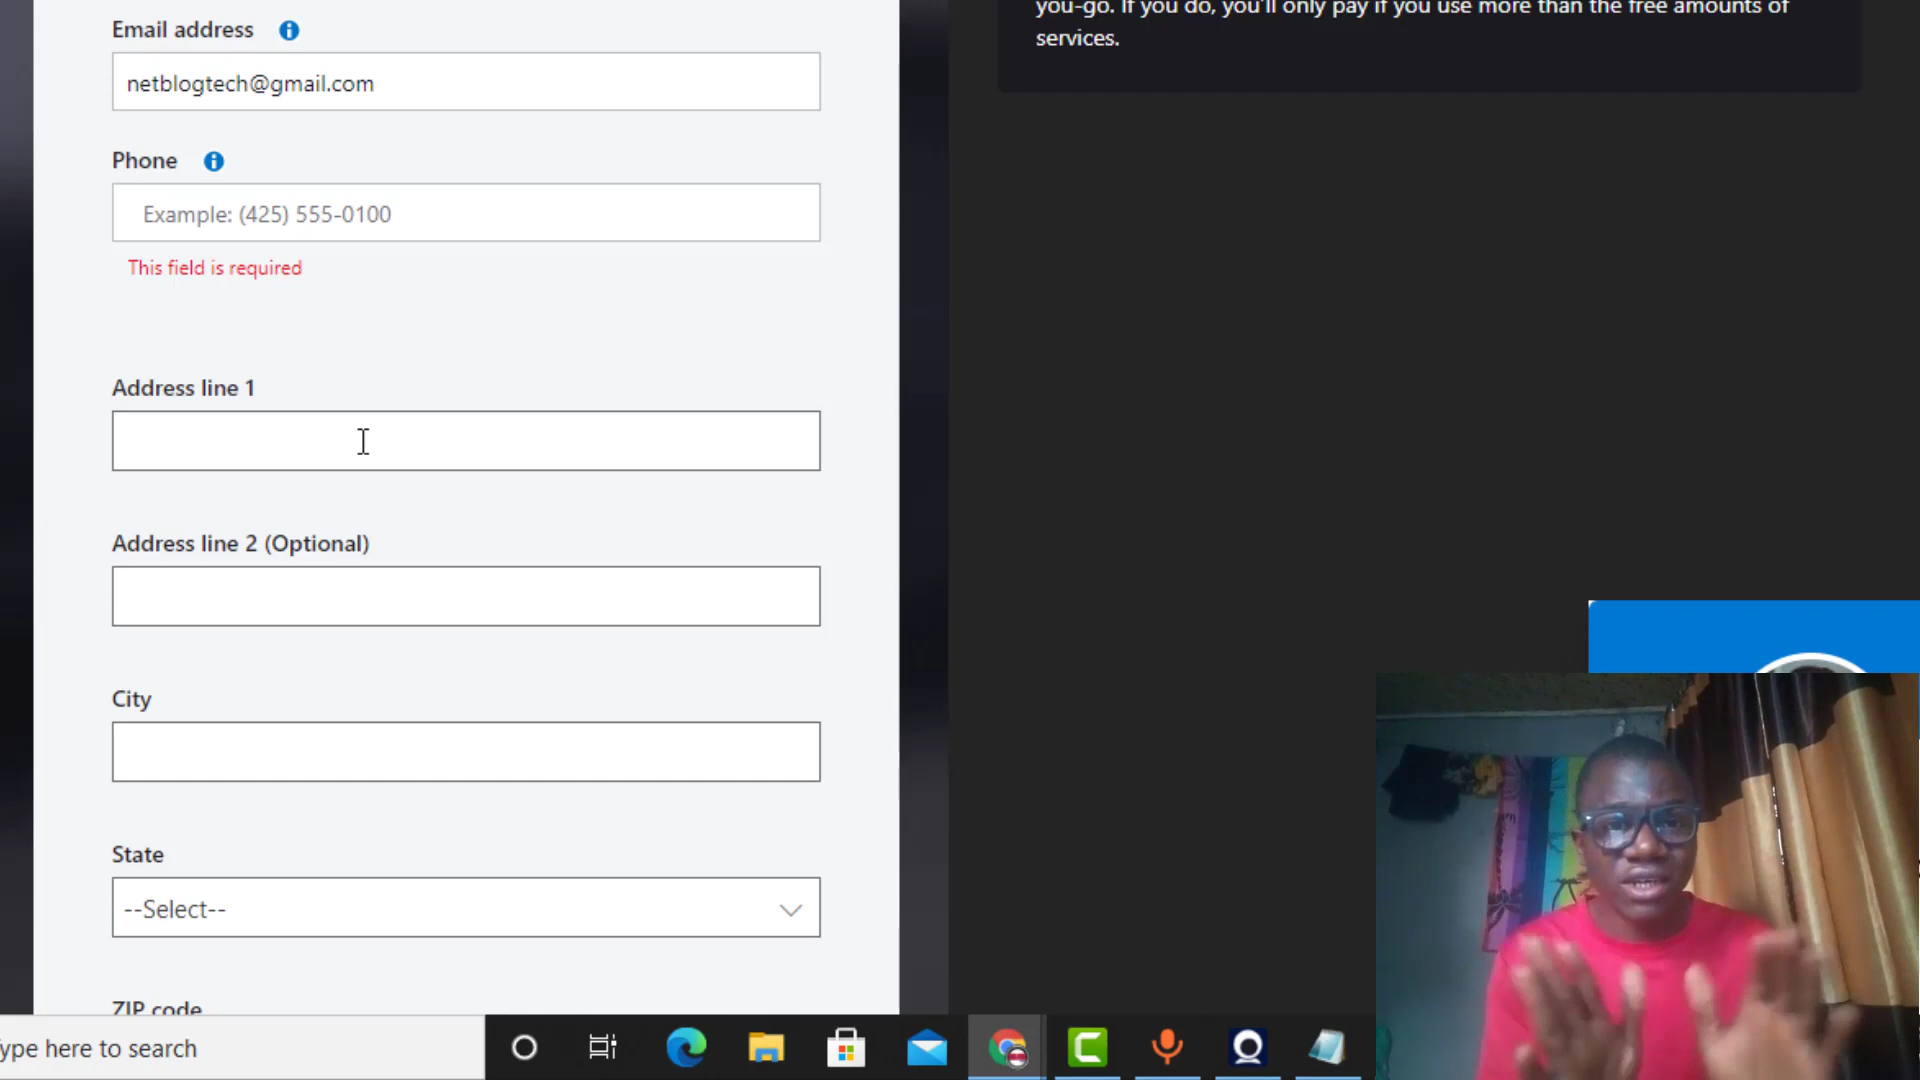 Email address
netblogtech@gmail.com
Phone
Example: (425) 555-0100
This field is required
Address line 1
Address line 2 (Optional)
City
State
--Select--
ZIP code
you-go. If you do, you'll only pay if you use more than the free amounts of
services.
ype here to search